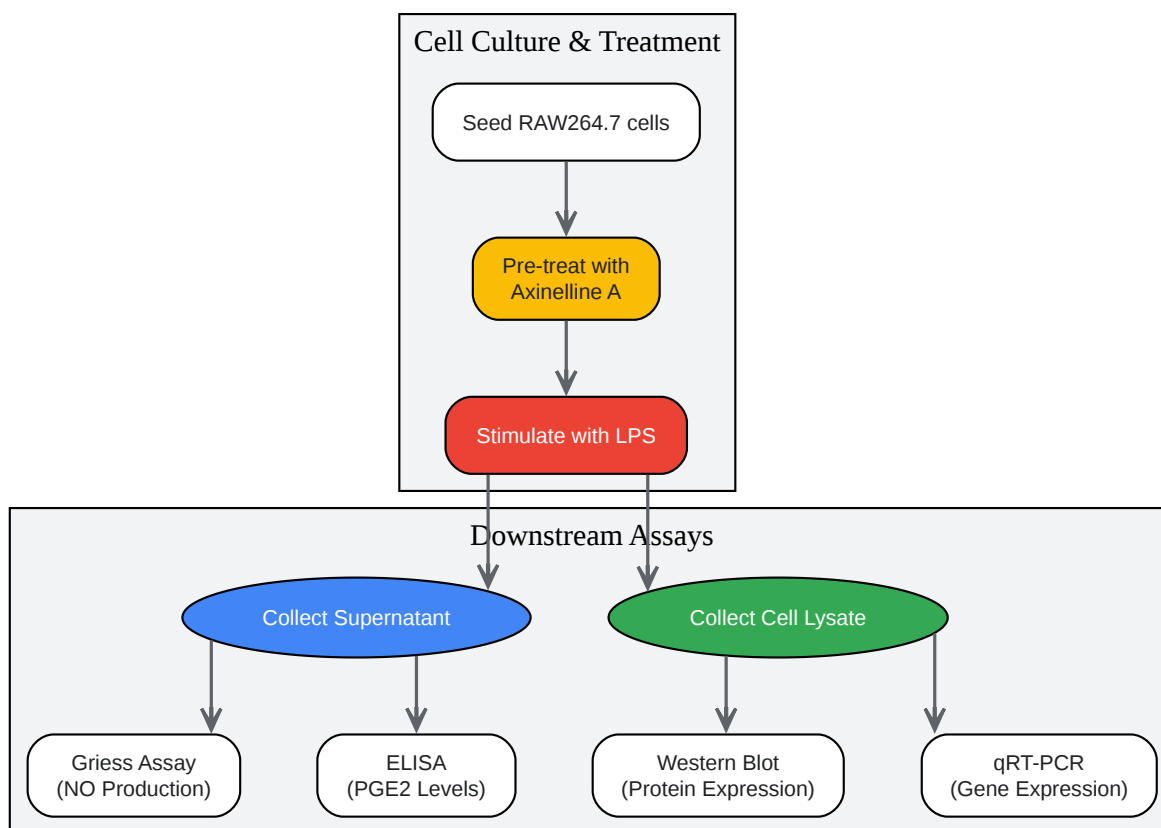 Cell Culture & Treatment
Seed RAW264.7 cells
Pre-treat with
Axinelline A
Stimulate with LPS
Downstream Assays
Collect Supernatant
Collect Cell Lysate
Griess Assay
(NO Production)
ELISA
(PGE2 Levels)
Western Blot
(Protein Expression)
qRT-PCR
(Gene Expression)